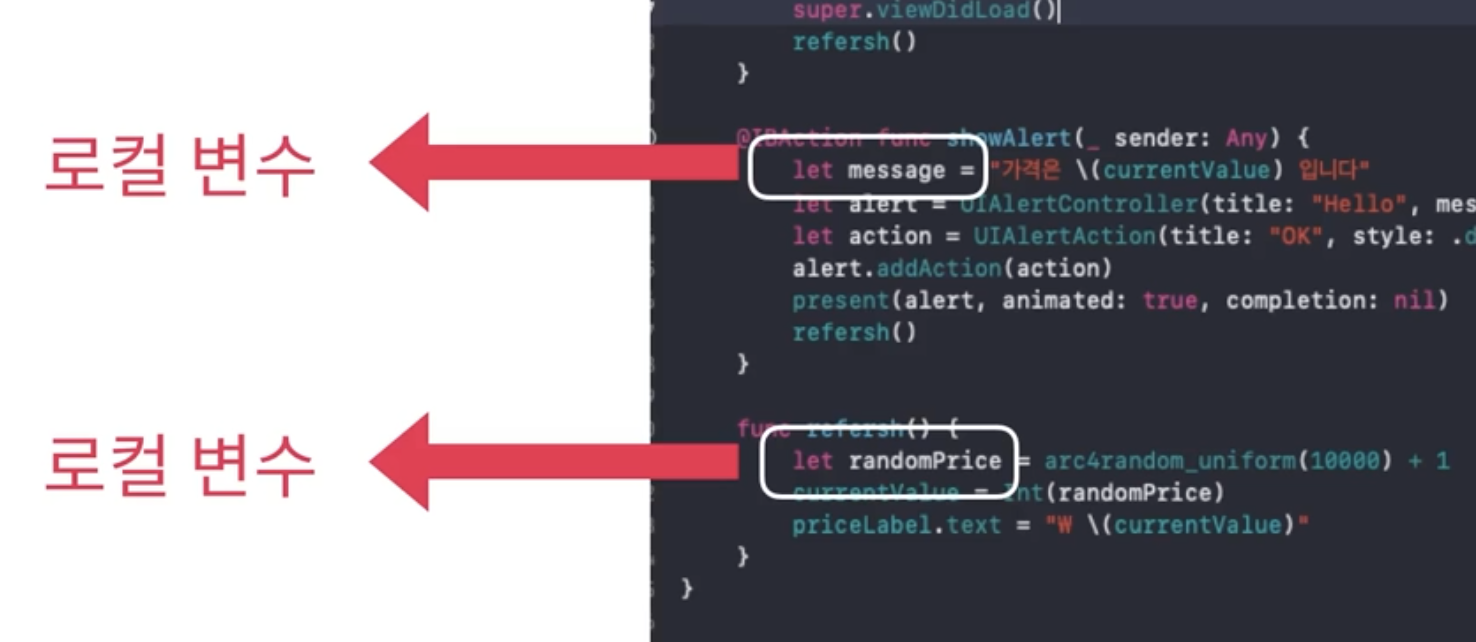 super.viewDidLoad()
refersh()
}
@IBAction func showAlert(_ sender: Any) {
로컬 변수
let message = "가격은 \(currentValue) 입니다"
let alert = UIAlertController(title: "Hello", mes
let action = UIAlertAction(title: "OK", style: .d
alert.addAction(action)
present(alert, animated: true, completion: nil)
refersh()
}
func refersh() {
로컬 변수
let randomPrice = arc4random_uniform(10000) + 1
currentValue = Int(randomPrice)
priceLabel.text = "₩ \(currentValue)"
}
}